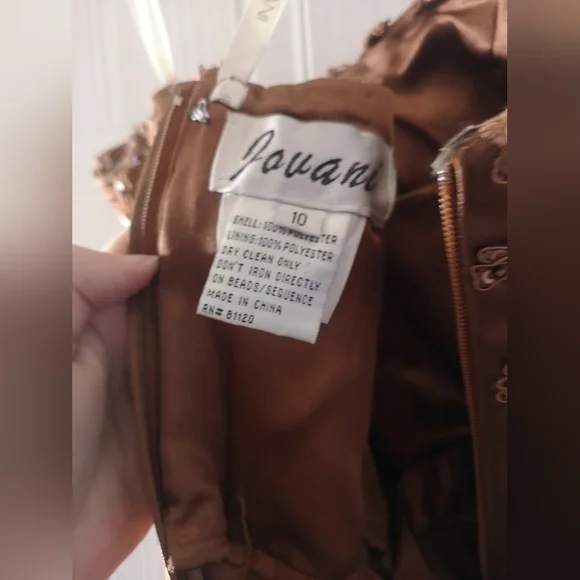 Jovani
10
SHELL: 100% POLYESTER
LINING: 100% POLYESTER
DRY CLEAN ONLY
DON'T IRON DIRECTLY
ON BEADS/SEQUENCE
MADE IN CHINA
RN# 81120